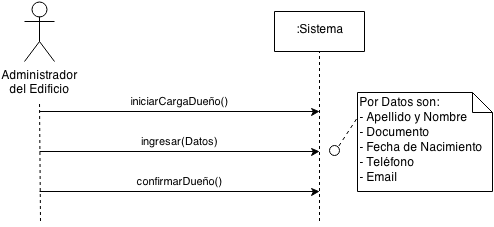 :Sistema
Administrador
del Edificio
iniciarCargaDueño()
ingresar(Datos)
confirmarDueño()
Por Datos son:
- Apellido y Nombre
- Documento
- Fecha de Nacimiento
- Teléfono
- Email